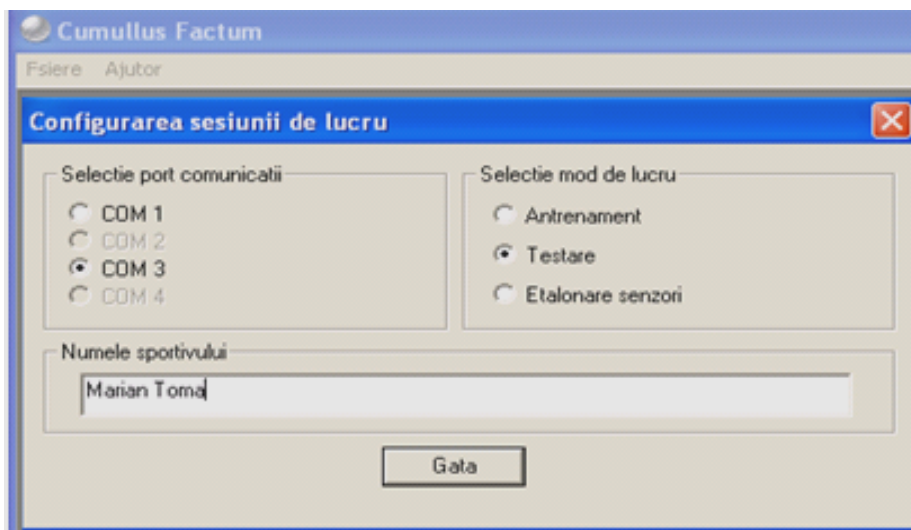 Cumullus Factum
Fsiere Ajutor
Configurarea sesiunii de lucru
Selectie port comunicatii
COM 1
COM 2
COM 3
COM 4
Selectie mod de lucru
Antrenament
Testare
Etalonare senzori
Numele sportivului
Marian Toma
Gata